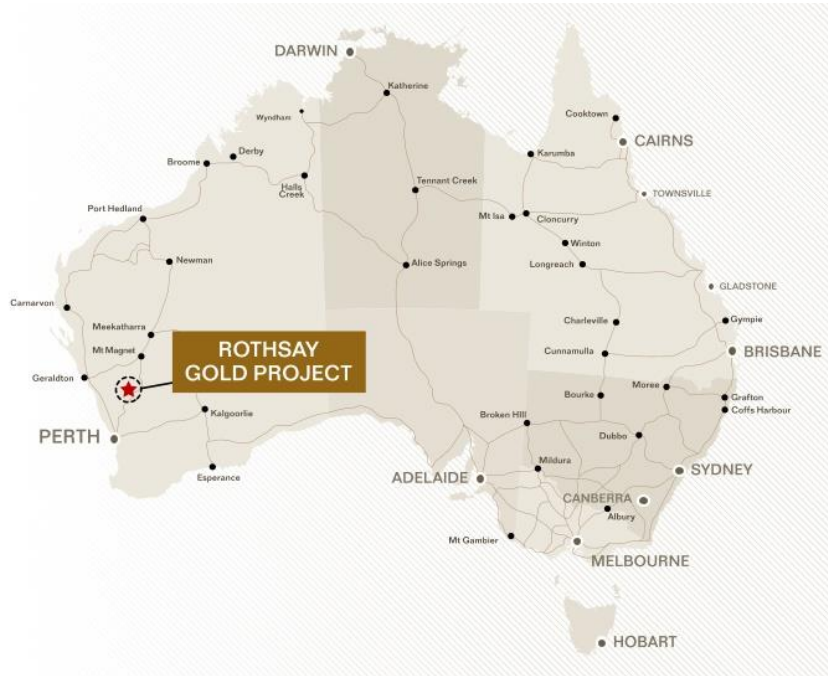 DARWIN
Katherine
Wyndham
Cooktown
CAIRNS
Derby
Broome
Karumba
Halls
Creek
Tennant Creek
TOWNSVILLE
Port Hedland
Mt Isa
Cloncurry
Winton
Newman
Alice Springs
Longreach
GLADSTONE
Carnarvon
Meekatharra
Charleville
Gympie
Mt Magnet
ROTHSAY
GOLD PROJECT
Cunnamulla
BRISBANE
Geraldton
Moree
Bourke
Grafton
Coffs Harbour
Kalgoorlie
Broken Hill
PERTH
Dubbo
Mildura
SYDNEY
Esperance
ADELAIDE
CANBERRA
Albury
Mt Gambier
MELBOURNE
HOBART